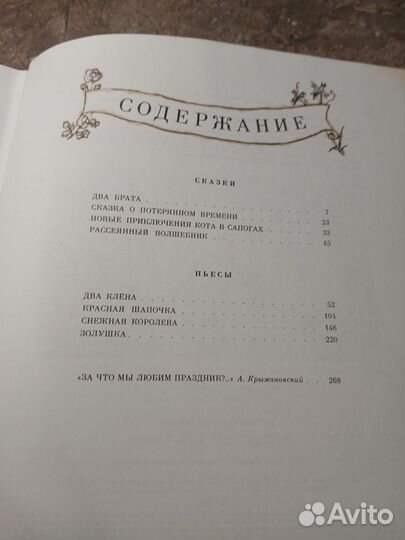 СОДЕРЖАНИЕ
СКАЗКИ
ДВА БРАТА 7
СКАЗКА О ПОТЕРЯННОМ ВРЕМЕНИ 23
НОВЫЕ ПРИКЛЮЧЕНИЯ КОТА В САПОГАХ 33
РАССЕЯННЫЙ ВОЛШЕБНИК 45
ПЬЕСЫ
ДВА КЛЁНА 52
КРАСНАЯ ШАПОЧКА 104
СНЕЖНАЯ КОРОЛЕВА 146
ЗОЛУШКА 220
«ЗА ЧТО МЫ ЛЮБИМ ПРАЗДНИК?..» А. Крыжановский 268
Avito